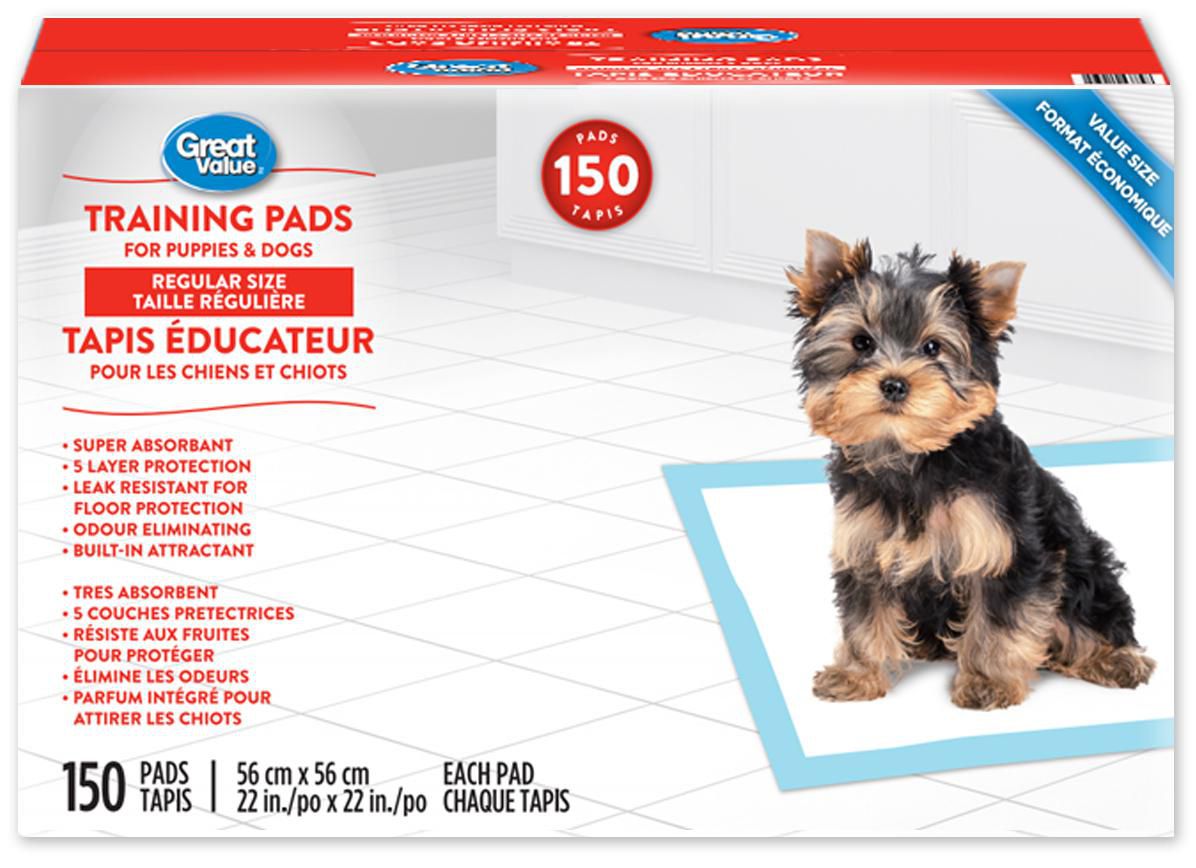 Great
Value
TRAINING PADS
FOR PUPPIES & DOGS
REGULAR SIZE
TAILLE RÉGULIÈRE
TAPIS ÉDUCATEUR
POUR LES CHIENS ET CHIOTS
• SUPER ABSORBANT
• 5 LAYER PROTECTION
• LEAK RESISTANT FOR
FLOOR PROTECTION
• ODOUR ELIMINATING
• BUILT-IN ATTRACTANT
• TRES ABSORBENT
• 5 COUCHES PRETECTRICES
• RÉSISTE AUX FRUITES
POUR PROTÉGER
• ÉLIMINE LES ODEURS
• PARFUM INTÉGRÉ POUR
ATTIRER LES CHIOTS
150 PADS
TAPIS
56 cm x 56 cm
22 in./po x 22 in./po
EACH PAD
CHAQUE TAPIS
PADS
150
TAPIS
VALUE SIZE
FORMAT ÉCONOMIQUE
TRAINING PADS
TAPIS ÉDUCATEUR